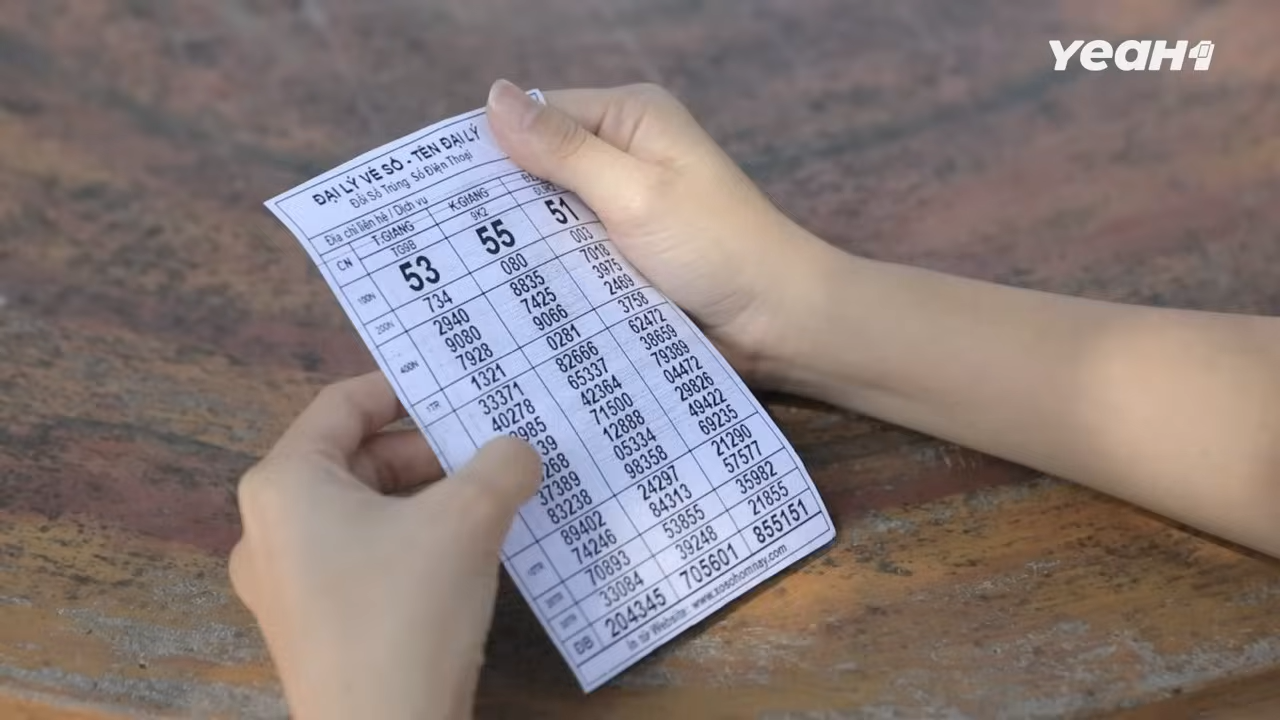 YEAH1
ĐẠI LÝ VÉ SỐ - TÊN ĐẠI LÝ
Đổi Số Trúng Số Điện Thoại
Địa chỉ liên hệ / Dịch vụ
CN T.GIANG K.GIANG
TG9B 9K2
100N 53 55 51
200N 734 080 003
2940 8835 7018
400N 9080 7425 3975
7928 9066 2469
1TR 1321 0281 3758
33371 82666 62472
40278 65337 38659
42364 79389
71500 04472
12888 29826
37389 05334 49422
83238 98358 69235
89402 24297 21290
74246 84313 57577
70893 53855 35982
33084 39248 21855
ĐB 204345 705601 855151
In từ Website: www.xosohomnay.com